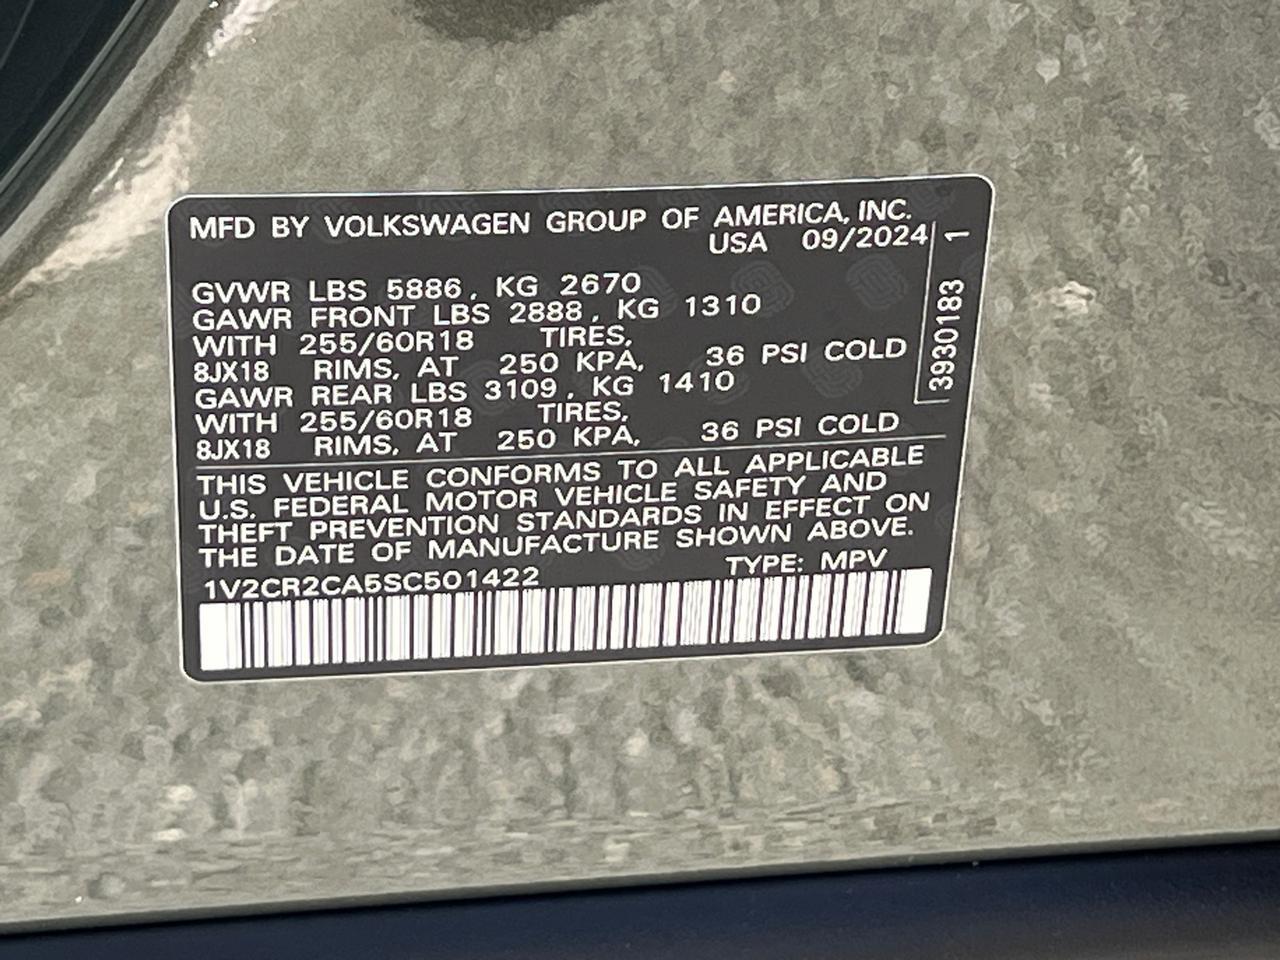 MFD BY VOLKSWAGEN GROUP OF AMERICA, INC.
USA 09/2024
GVWR LBS 5886, KG 2670
GAWR FRONT LBS 2888, KG 1310
WITH 255/60R18 TIRES,
8JX18 RIMS, AT 250 KPA, 36 PSI COLD
GAWR REAR LBS 3109, KG 1410
WITH 255/60R18 TIRES,
8JX18 RIMS, AT 250 KPA, 36 PSI COLD
THIS VEHICLE CONFORMS TO ALL APPLICABLE
U.S. FEDERAL MOTOR VEHICLE SAFETY AND
THEFT PREVENTION STANDARDS IN EFFECT ON
THE DATE OF MANUFACTURE SHOWN ABOVE.
1V2CR2CA5SC501422 TYPE: MPV
3930183 1